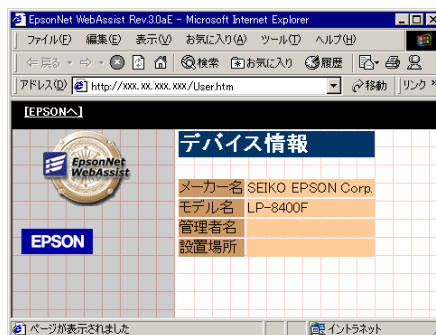 EpsonNet WebAssist Rev.3.0aE - Microsoft Internet Explorer
ファイル(F) 編集(E) 表示(V) お気に入り(A) ツール(T) ヘルプ(H)
戻る 検索 お気に入り 履歴
アドレス(D) http://xxx.xx.xxx.xxx/User.htm 移動 リンク
[EPSONへ]
EpsonNet
WebAssist
EPSON
デバイス情報
メーカー名 SEIKO EPSON Corp.
モデル名 LP-8400F
管理者名
設置場所
ページが表示されました イントラネット